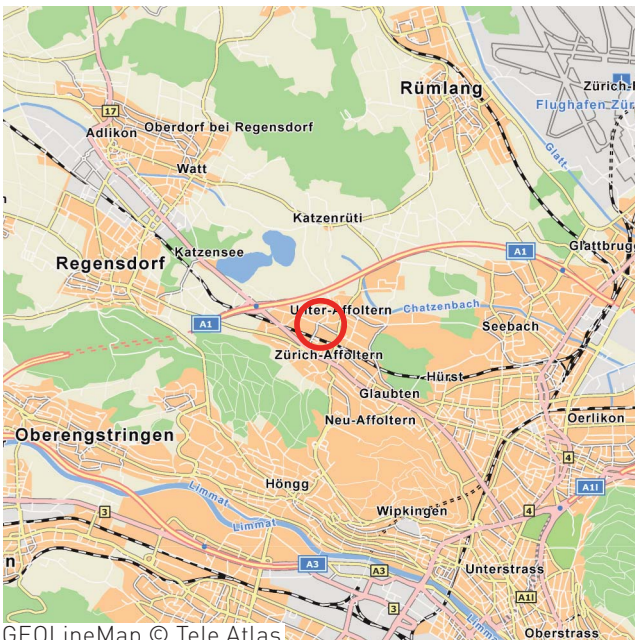 Rümlang
Zürich-
Flughafen Zür
17
Adlikon
Oberdorf bei Regensdorf
Glatt
Watt
Katzenrüti
Katzensee
A1
Glattbrugg
Regensdorf
Unter-Affoltern
Chatzenbach
A1
Seebach
Zürich-Affoltern
Hürst
Glaubten
Neu-Affoltern
Oerlikon
Oberengstringen
4
Höngg
A1l
Limmat
3
Wipkingen
4
Limmat
A3
A3
Unterstrass
A1l
3
Limmat
Oberstrass
GEOLineMap © Tele Atlas